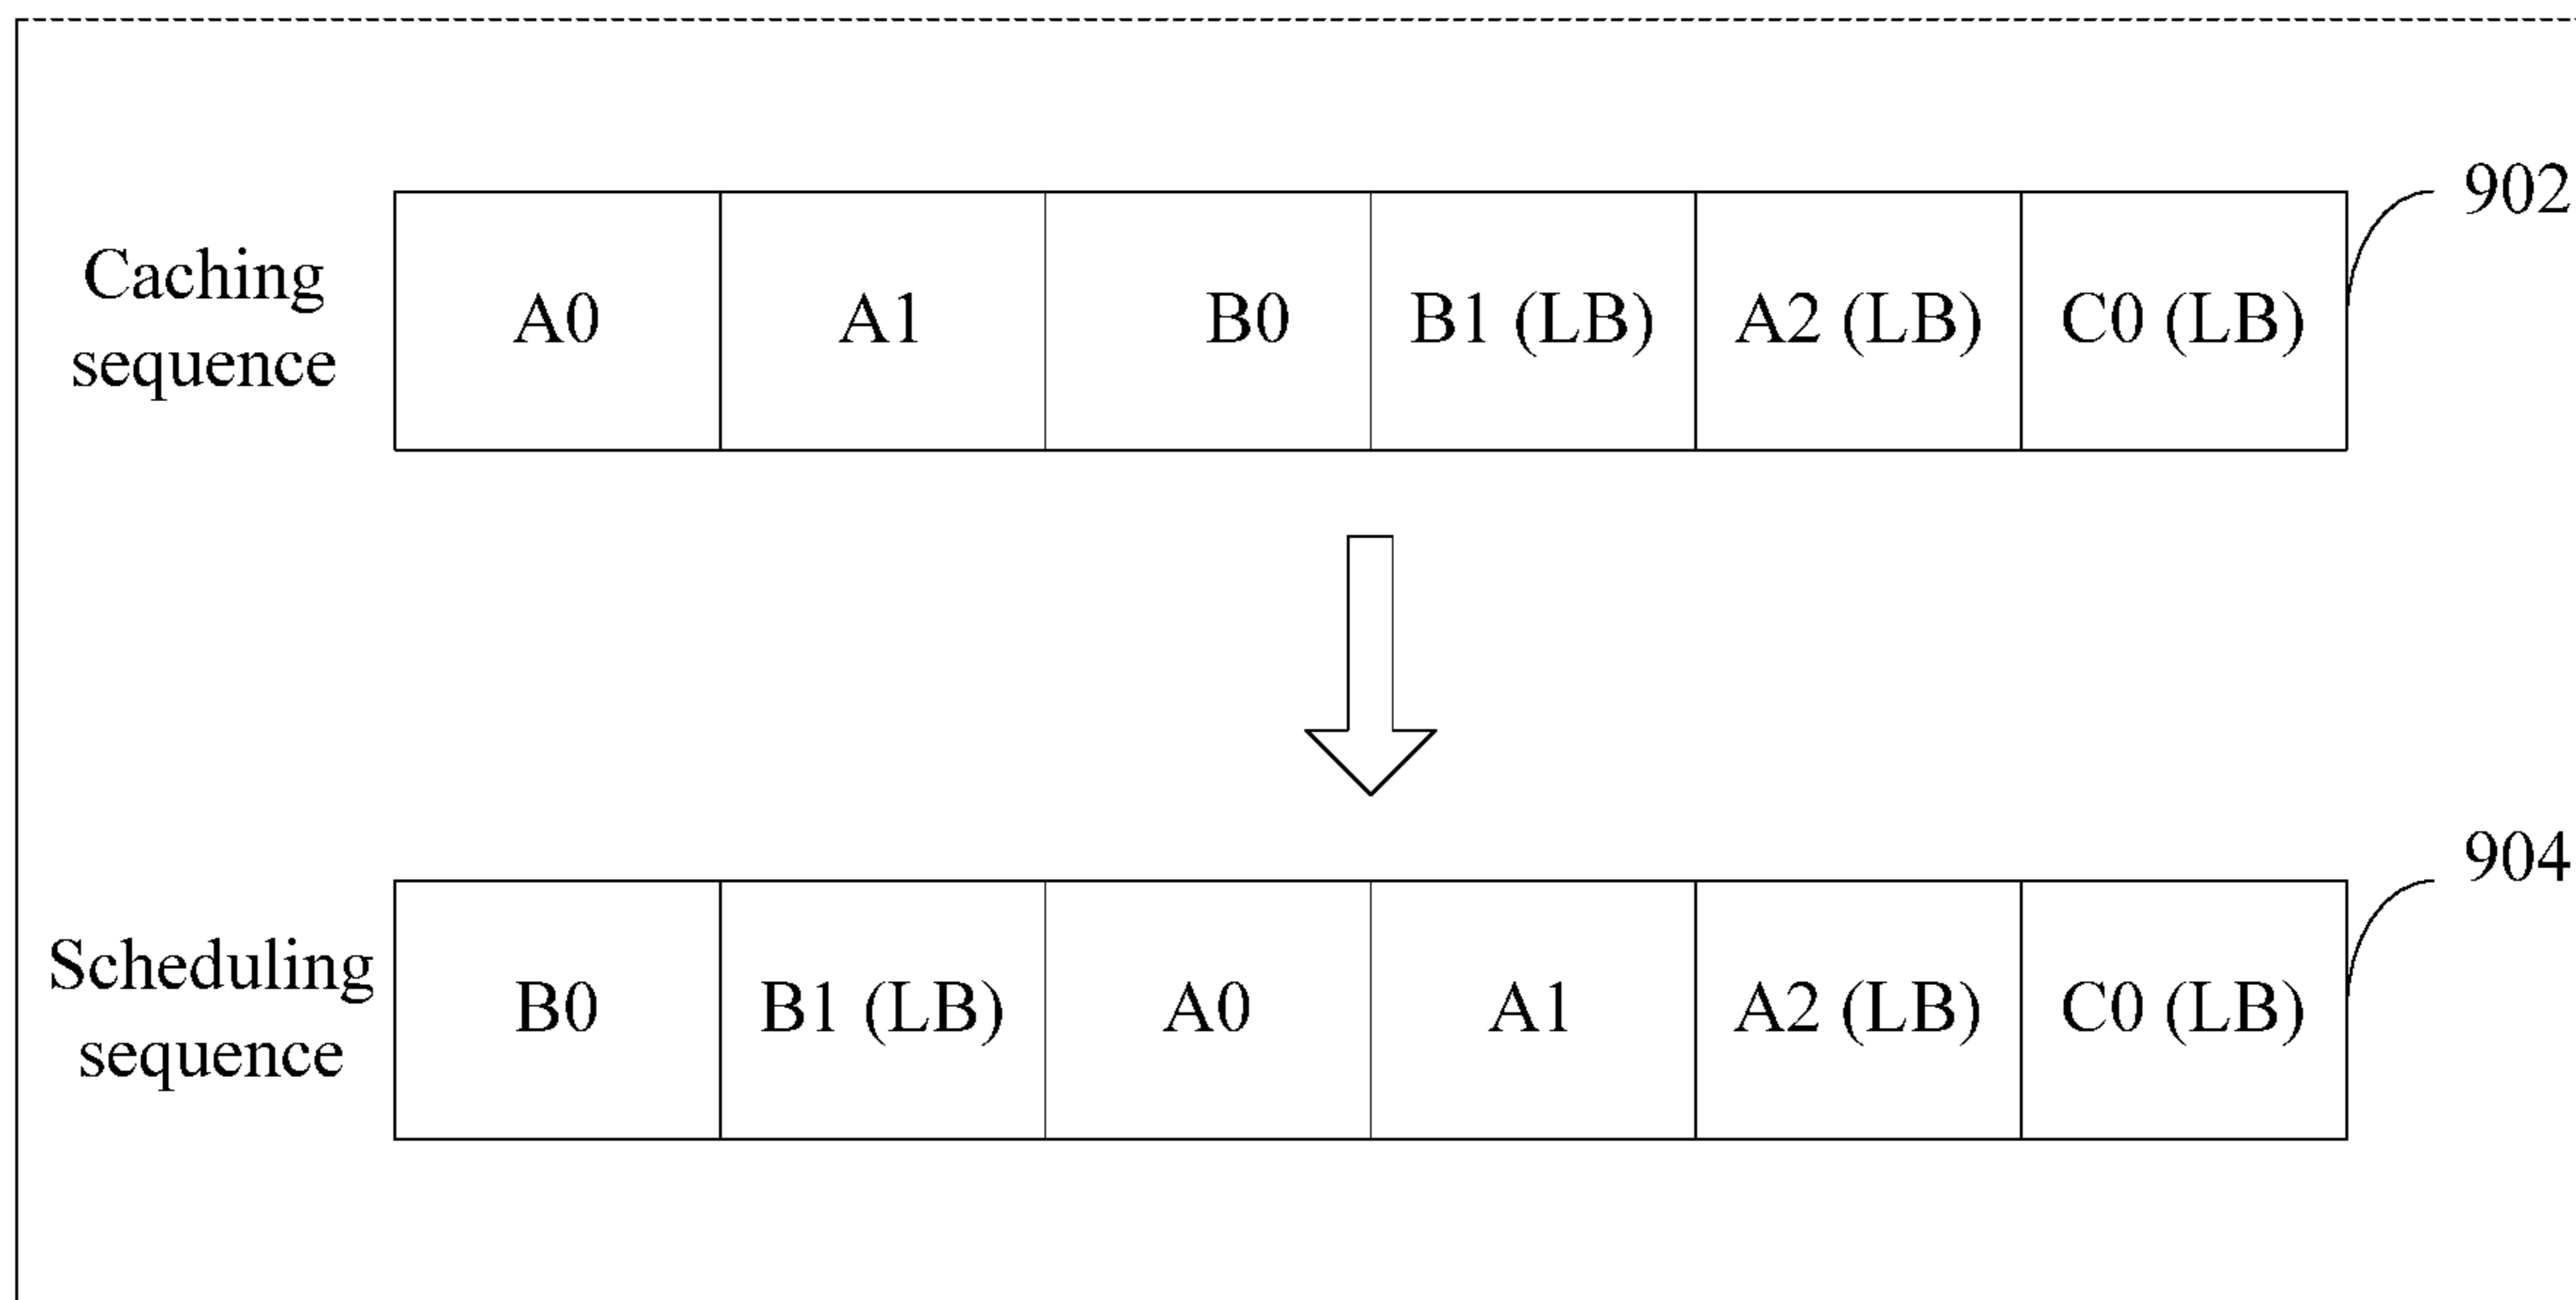 902
Caching
sequence
A0 A1 B0 B1 (LB) A2 (LB) C0 (LB)
904
Scheduling
sequence
B0 B1 (LB) A0 A1 A2 (LB) C0 (LB)